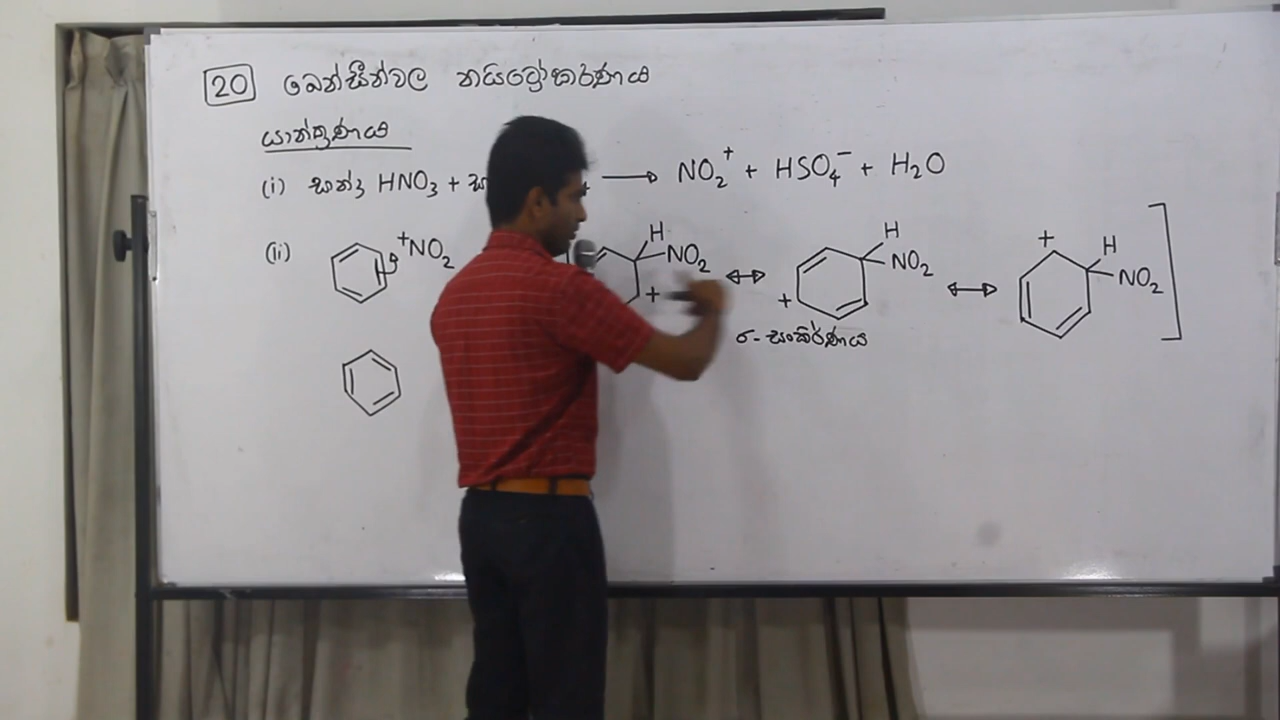 20 බෙන්සීන්වල නයිට්‍රෝකරණය
යාන්ත්‍රණය
(i) සාන්ද්‍ර HNO₃ + සා → NO₂⁺ + HSO₄⁻ + H₂O
(ii) ⁺NO₂ H NO₂ + ↔ + H NO₂ ↔ + H NO₂ ]
σ - සංකීර්ණය